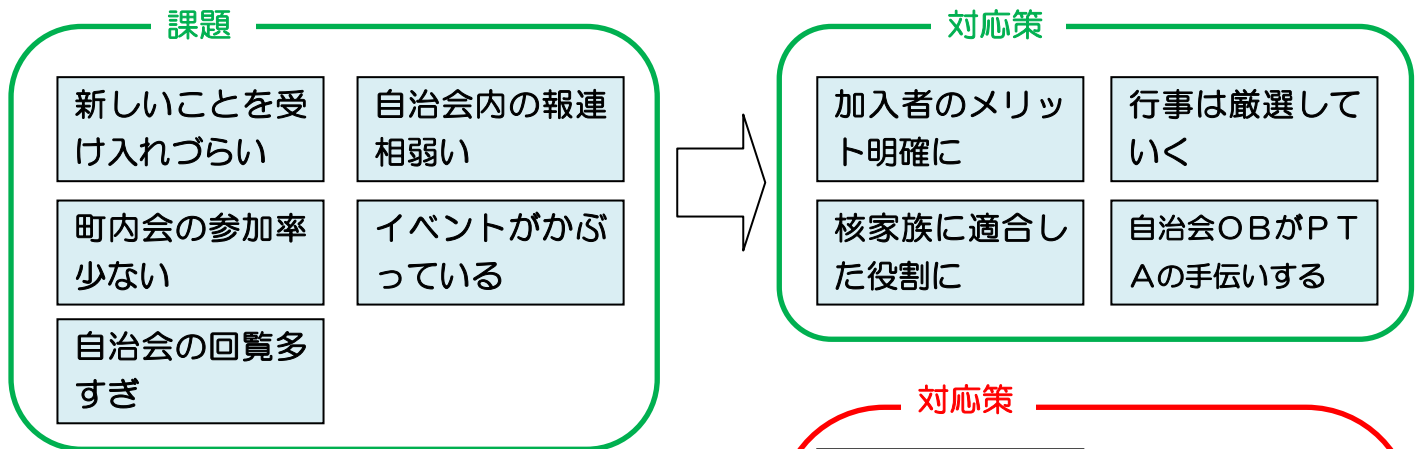 課題
新しいことを受
け入れづらい
自治会内の報連
相弱い
町内会の参加率
少ない
イベントがかぶ
っている
自治会の回覧多
すぎ
対応策
加入者のメリッ
ト明確に
行事は厳選して
いく
核家族に適合し
た役割に
自治会ＯＢがＰＴ
Ａの手伝いする
対応策